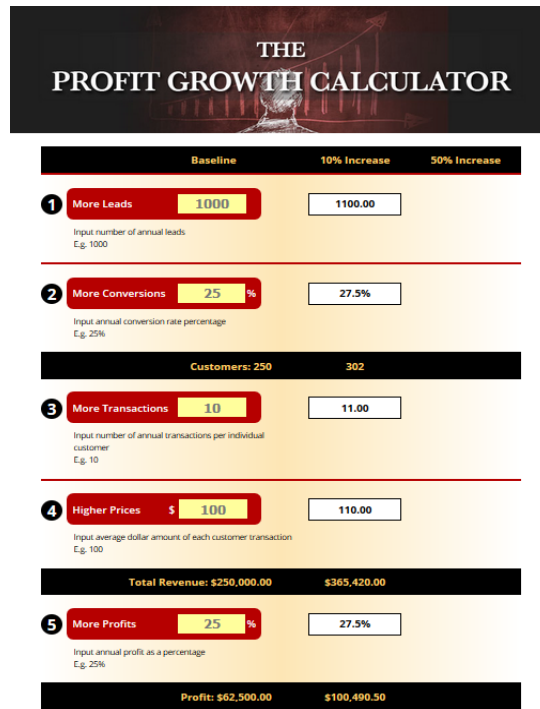 THE
PROFIT GROWTH CALCULATOR
Baseline 10% Increase 50% Increase
1 More Leads 1000 1100.00
Input number of annual leads
E.g. 1000
2 More Conversions 25 % 27.5%
Input annual conversion rate percentage
E.g. 25%
Customers: 250 302
3 More Transactions 10 11.00
Input number of annual transactions per individual
customer
E.g. 10
4 Higher Prices $ 100 110.00
Input average dollar amount of each customer transaction
E.g. 100
Total Revenue: $250,000.00 $365,420.00
5 More Profits 25 % 27.5%
Input annual profit as a percentage
E.g. 25%
Profit: $62,500.00 $100,490.50